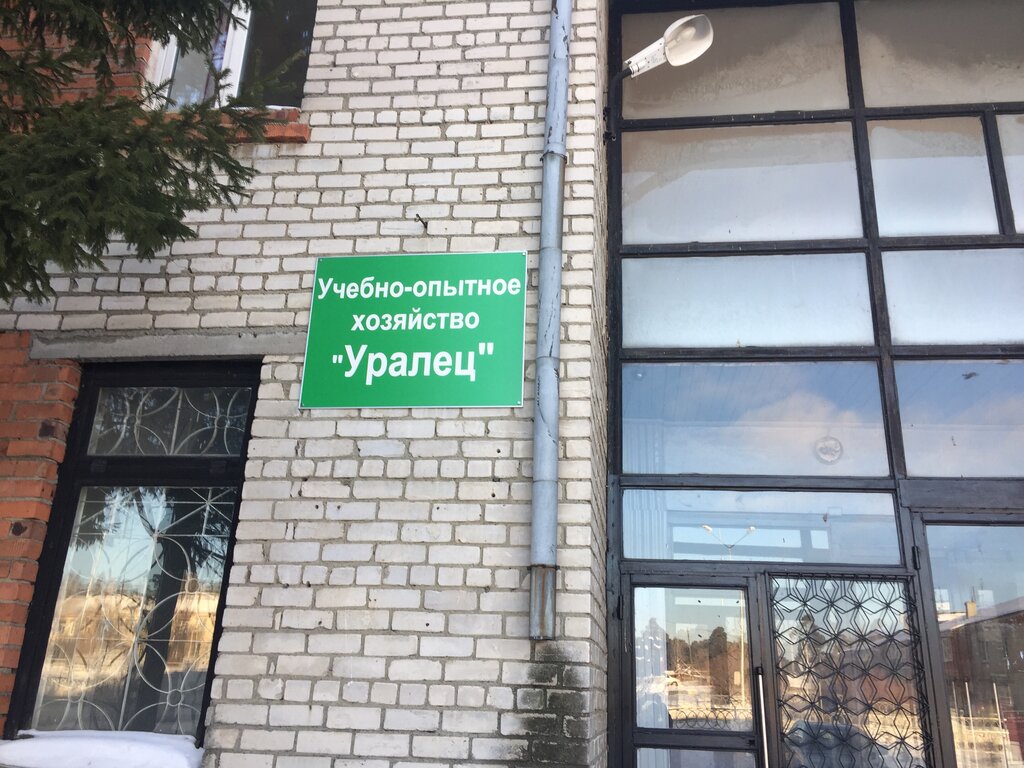 Учебно-опытное
хозяйство
"Уралец"